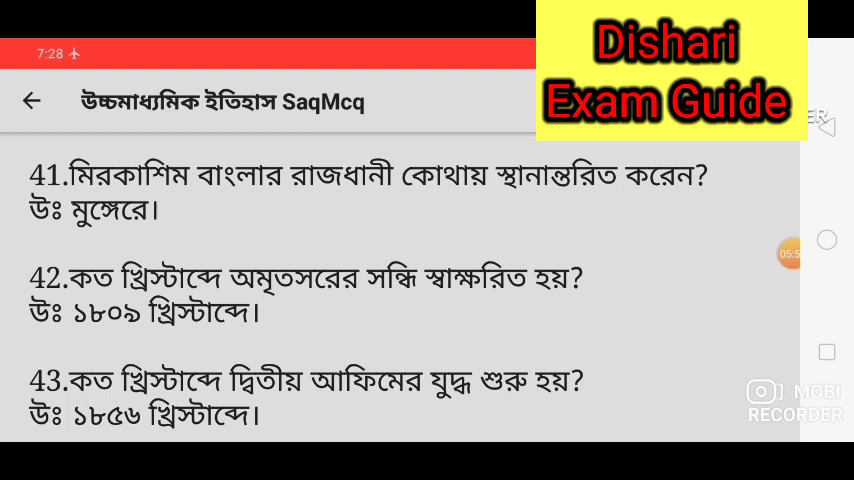 Dishari
Exam Guide
7:28
উচ্চমাধ্যমিক ইতিহাস SaqMcq
41.মিরকাশিম বাংলার রাজধানী কোথায় স্থানান্তরিত করেন?
উঃ মুঙ্গেরে।
42.কত খ্রিস্টাব্দে অমৃতসরের সন্ধি স্বাক্ষরিত হয়?
উঃ ১৮০৯ খ্রিস্টাব্দে।
43.কত খ্রিস্টাব্দে দ্বিতীয় আফিমের যুদ্ধ শুরু হয়?
উঃ ১৮৫৬ খ্রিস্টাব্দে।
MOBI
RECORDER